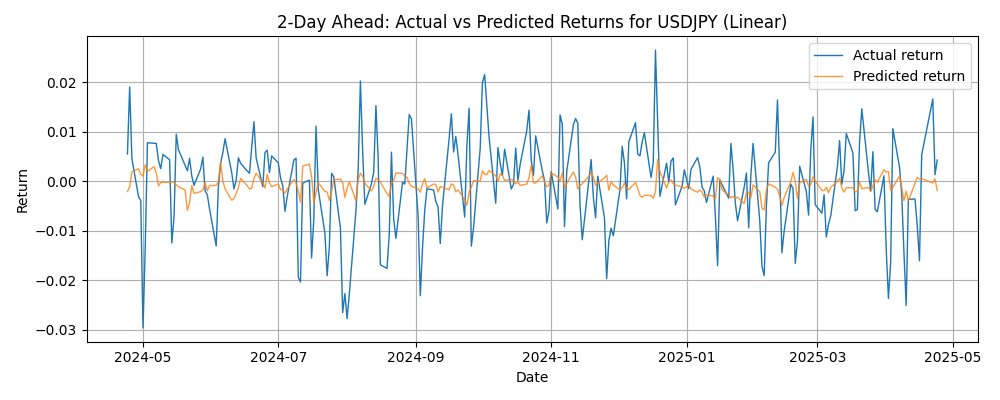 2-Day Ahead: Actual vs Predicted Returns for USDJPY (Linear)
Actual return
Predicted return
Return
0.02
0.01
0.00
−0.01
−0.02
−0.03
2024-05
2024-07
2024-09
2024-11
2025-01
2025-03
2025-05
Date